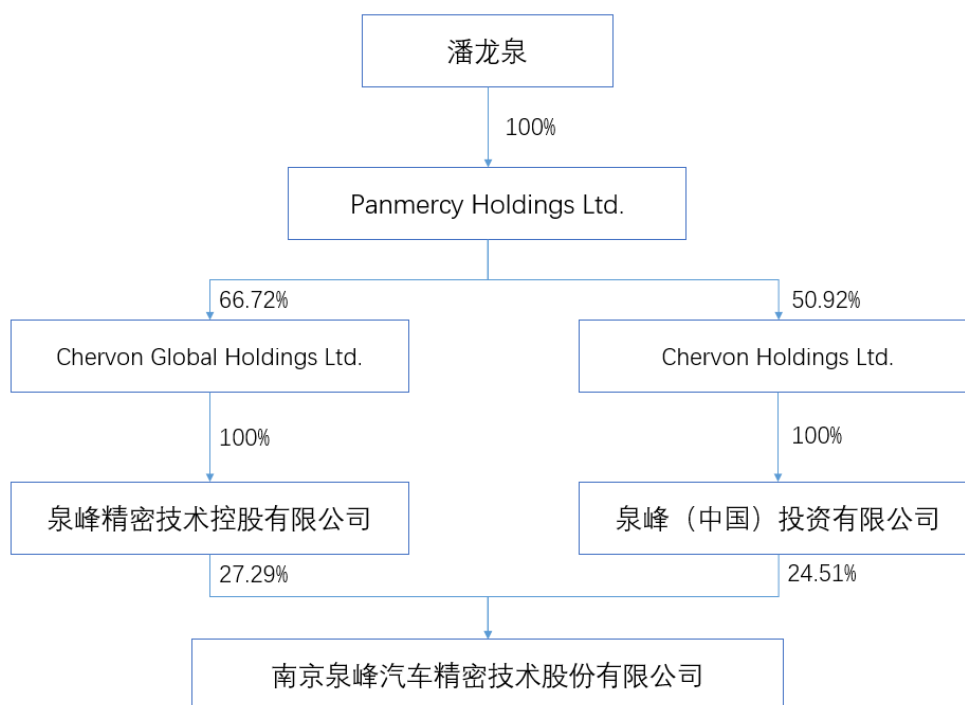 潘龙泉
100%
Panmercy Holdings Ltd.
66.72%
50.92%
Chervon Global Holdings Ltd.
Chervon Holdings Ltd.
100%
100%
泉峰精密技术控股有限公司
泉峰（中国）投资有限公司
27.29%
24.51%
南京泉峰汽车精密技术股份有限公司